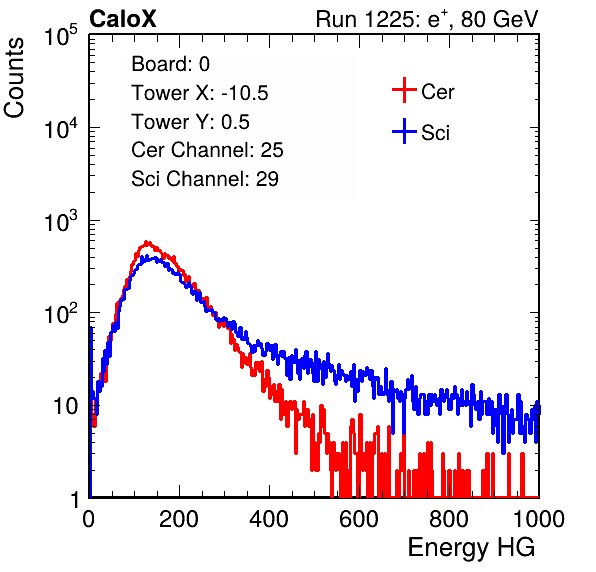 CaloX Run 1225: e⁺, 80 GeV
Board: 0
Tower X: -10.5
Tower Y: 0.5
Cer Channel: 25
Sci Channel: 29
Cer
Sci
Counts
10⁵
10⁴
10³
10²
10
1
0 200 400 600 800 1000
Energy HG